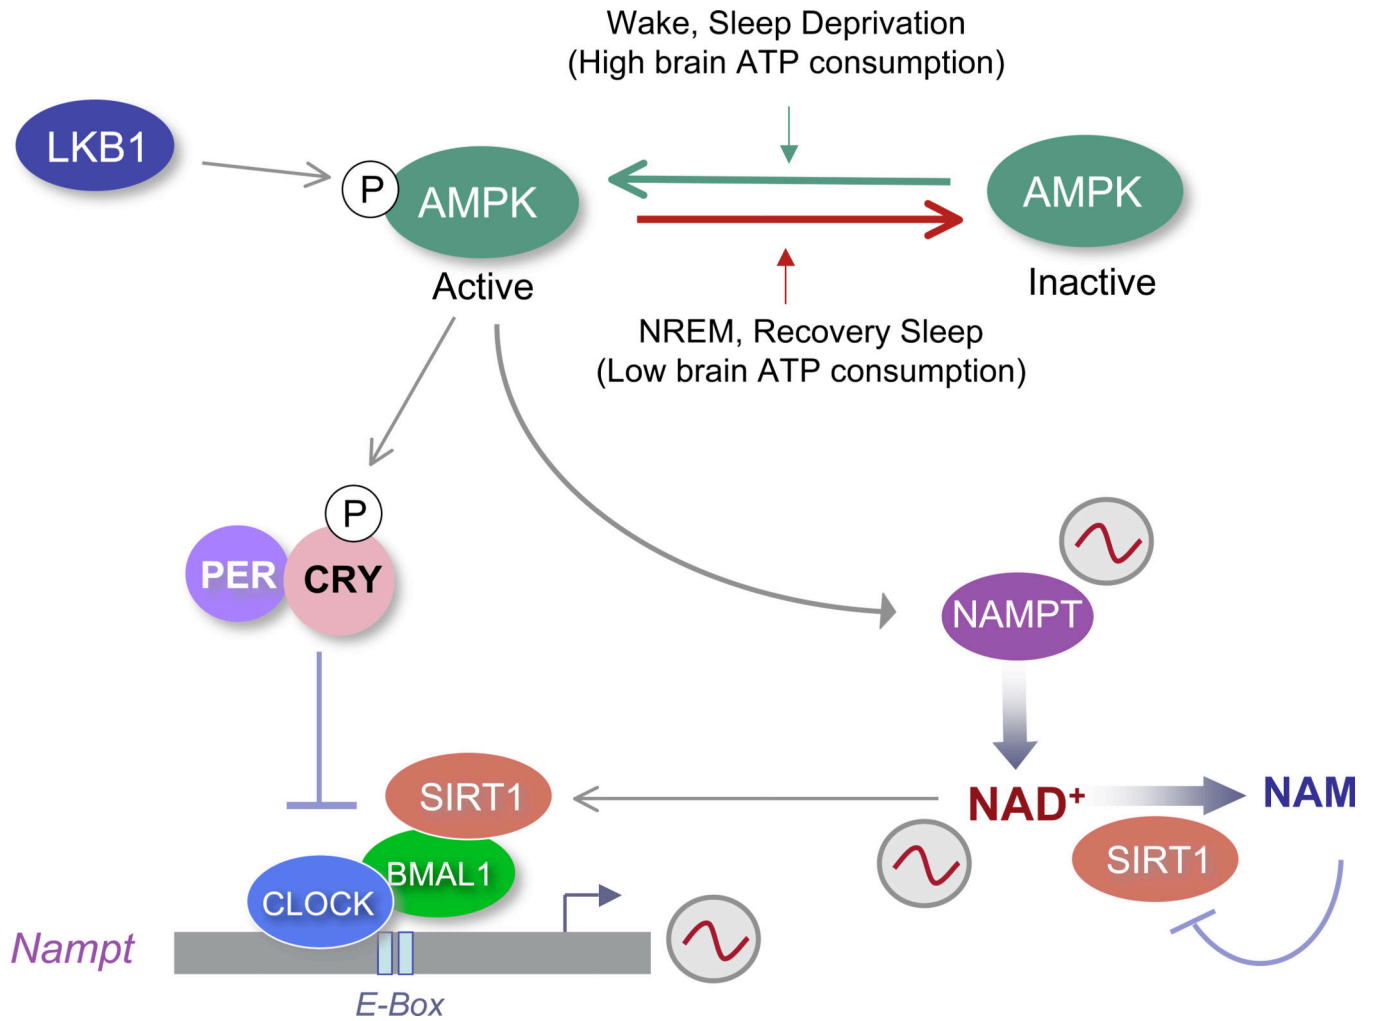 Wake, Sleep Deprivation
(High brain ATP consumption)
LKB1
P
AMPK
AMPK
Active
Inactive
NREM, Recovery Sleep
(Low brain ATP consumption)
P
PER
CRY
NAMPT
SIRT1
NAD+
NAM
BMAL1
SIRT1
CLOCK
Nampt
E-Box